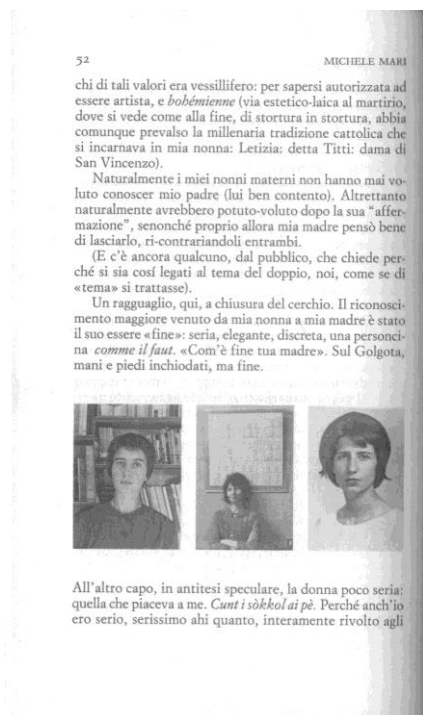 52
MICHELE MARI
chi di tali valori era vessillifero: per sapersi autorizzata ad
essere artista, e bohémienne (via estetico-laica al martirio,
dove si vede come alla fine, di stortura in stortura, abbia
comunque prevalso la millenaria tradizione cattolica che
si incarnava in mia nonna: Letizia: detta Titti: dama di
San Vincenzo).
Naturalmente i miei nonni materni non hanno mai vo-
luto conoscer mio padre (lui ben contento). Altrettanto
naturalmente avrebbero potuto-voluto dopo la sua “affer-
mazione”, senonché proprio allora mia madre pensò bene
di lasciarlo, ri-contrariandoli entrambi.
(E c'è ancora qualcuno, dal pubblico, che chiede per-
ché si sia cosí legati al tema del doppio, noi, come se di
«tema» si trattasse).
Un ragguaglio, qui, a chiusura del cerchio. Il riconosci-
mento maggiore venuto da mia nonna a mia madre è stato
il suo essere «fine»: seria, elegante, discreta, una personci-
na comme il faut. «Com'è fine tua madre». Sul Golgota,
mani e piedi inchiodati, ma fine.
All'altro capo, in antitesi speculare, la donna poco seria:
quella che piaceva a me. Cunt i sòkkol ai pè. Perché anch'io
ero serio, serissimo ahi quanto, interamente rivolto agli